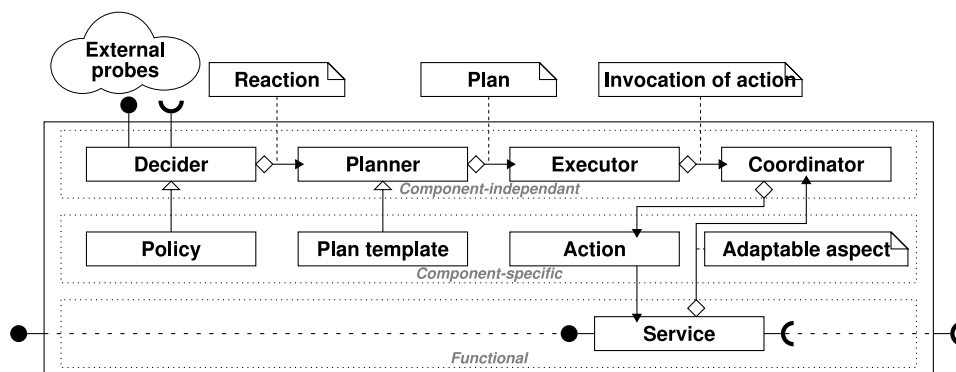 External
probes
Reaction
Plan
Invocation of action
Decider
Planner
Executor
Coordinator
Component-independant
Policy
Plan template
Action
Adaptable aspect
Component-specific
Service
Functional